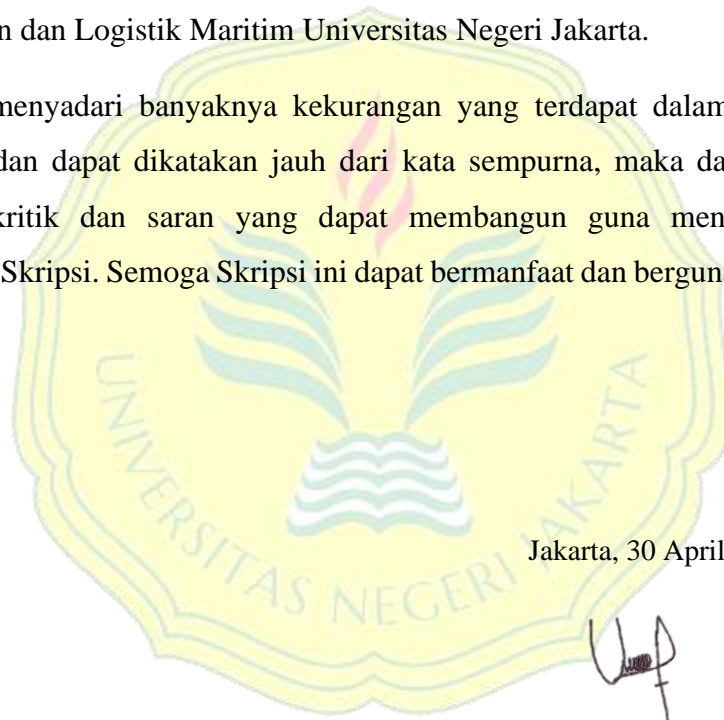 n dan Logistik Maritim Universitas Negeri Jakarta.
menyadari banyaknya kekurangan yang terdapat dalam
dan dapat dikatakan jauh dari kata sempurna, maka da
kritik dan saran yang dapat membangun guna men
Skripsi. Semoga Skripsi ini dapat bermanfaat dan bergun
UNIVERSITAS NEGERI JAKARTA
Jakarta, 30 April